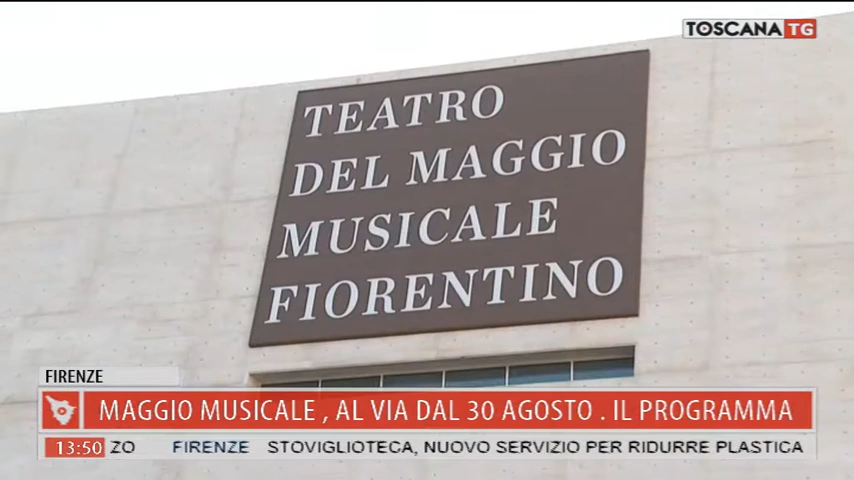 TOSCANA TG
TEATRO
DEL MAGGIO
MUSICALE
FIORENTINO
FIRENZE
MAGGIO MUSICALE , AL VIA DAL 30 AGOSTO . IL PROGRAMMA
13:50 ZO FIRENZE STOVIGLIOTECA, NUOVO SERVIZIO PER RIDURRE PLASTICA